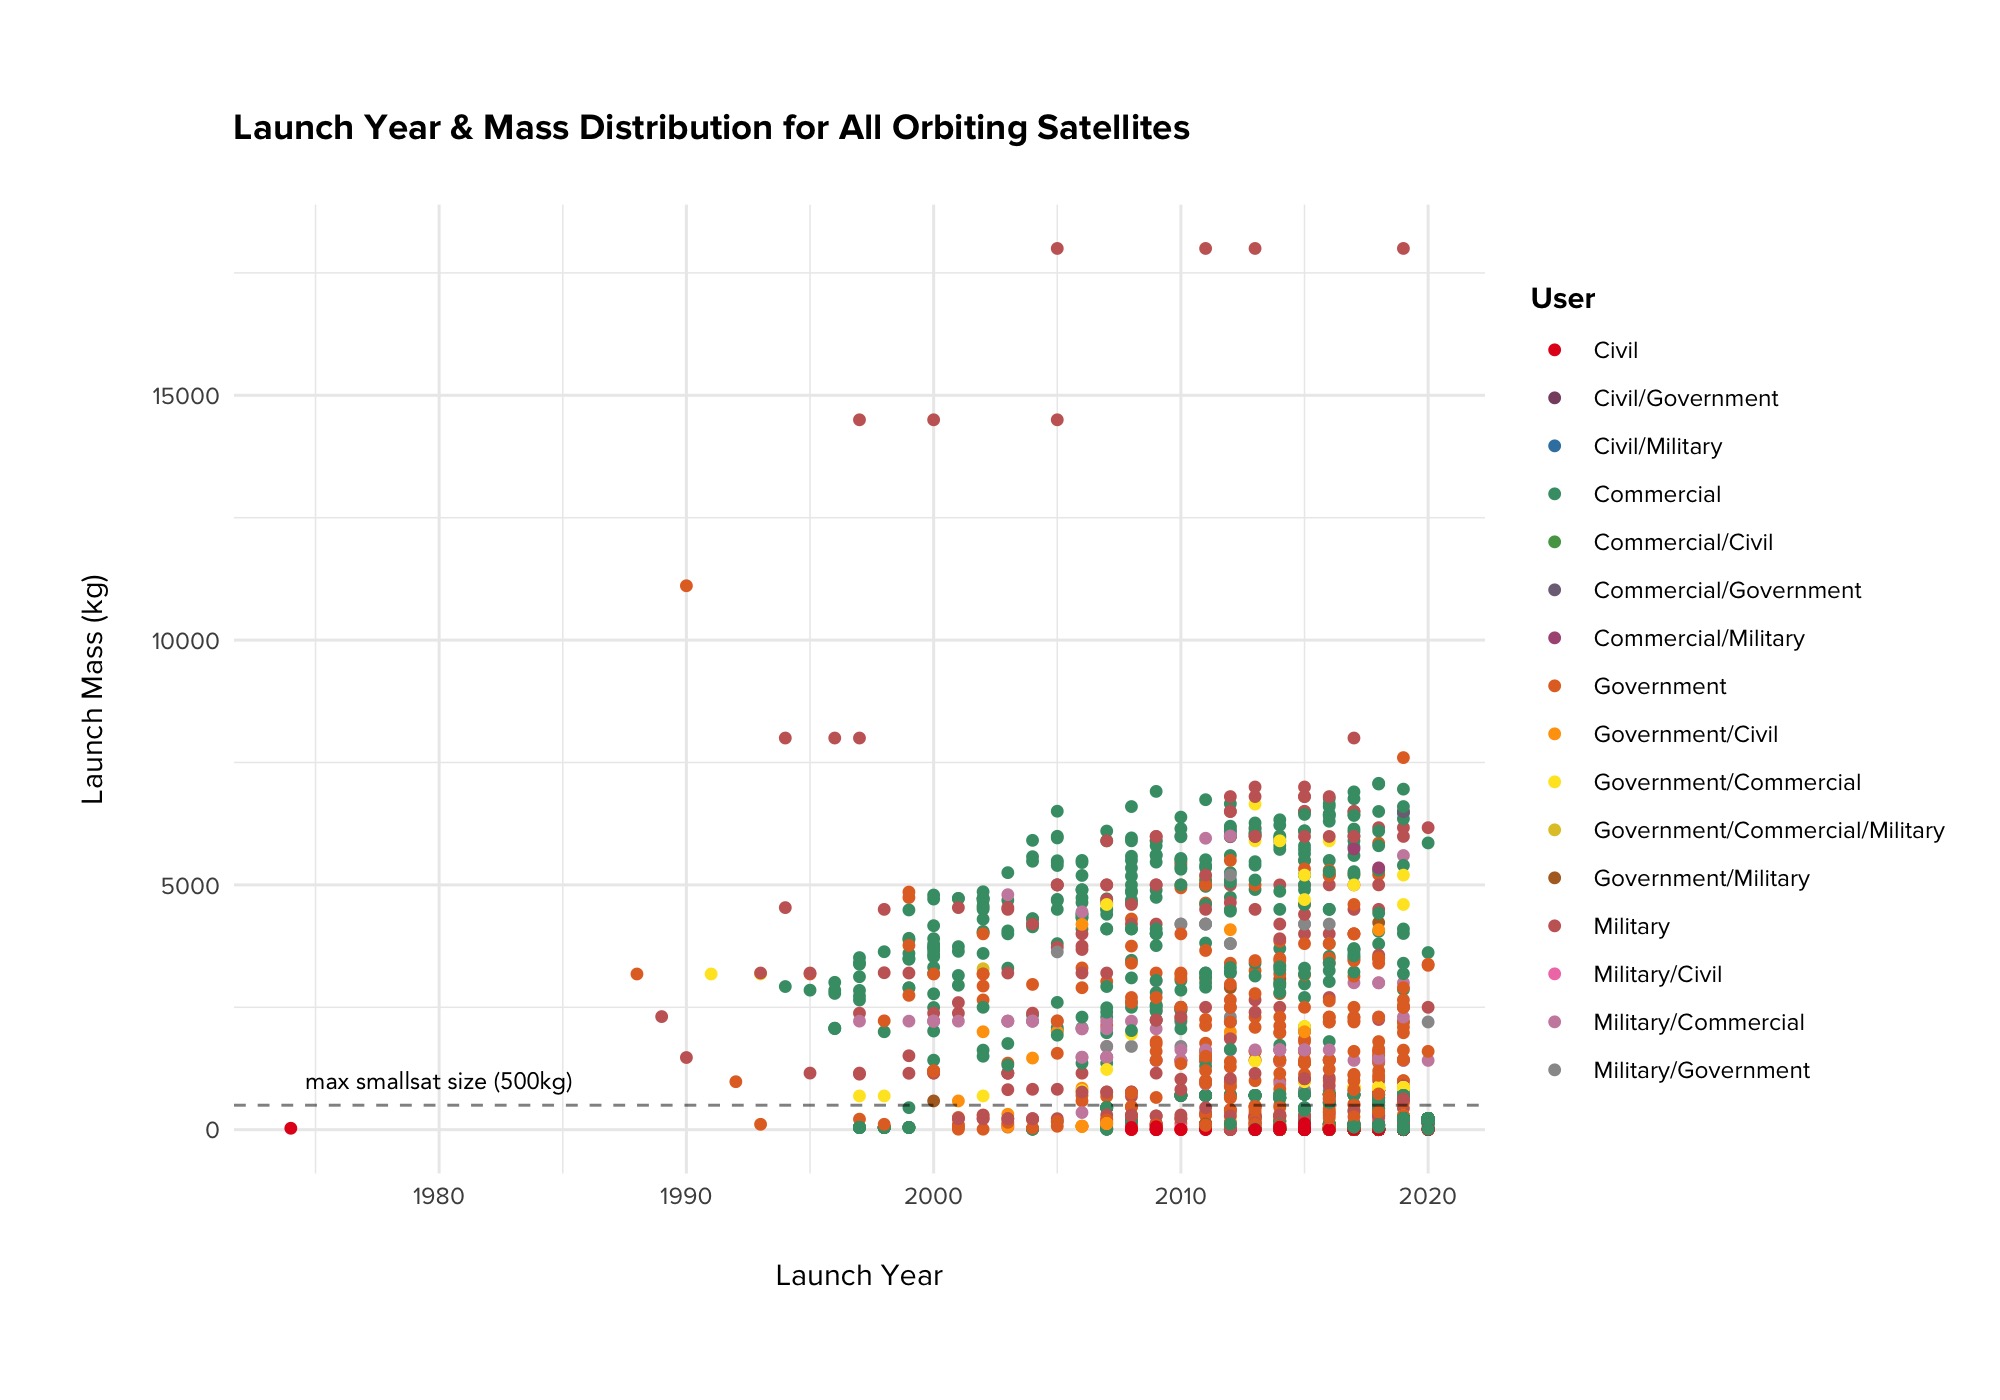 Launch Year & Mass Distribution for All Orbiting Satellites
User
Civil
Civil/Government
Civil/Military
Commercial
Commercial/Civil
Commercial/Government
Commercial/Military
Government
Government/Civil
Government/Commercial
Government/Commercial/Military
Government/Military
Military
Military/Civil
Military/Commercial
Military/Government
Launch Mass (kg)
15000
10000
5000
0
max smallsat size (500kg)
1980
1990
2000
2010
2020
Launch Year